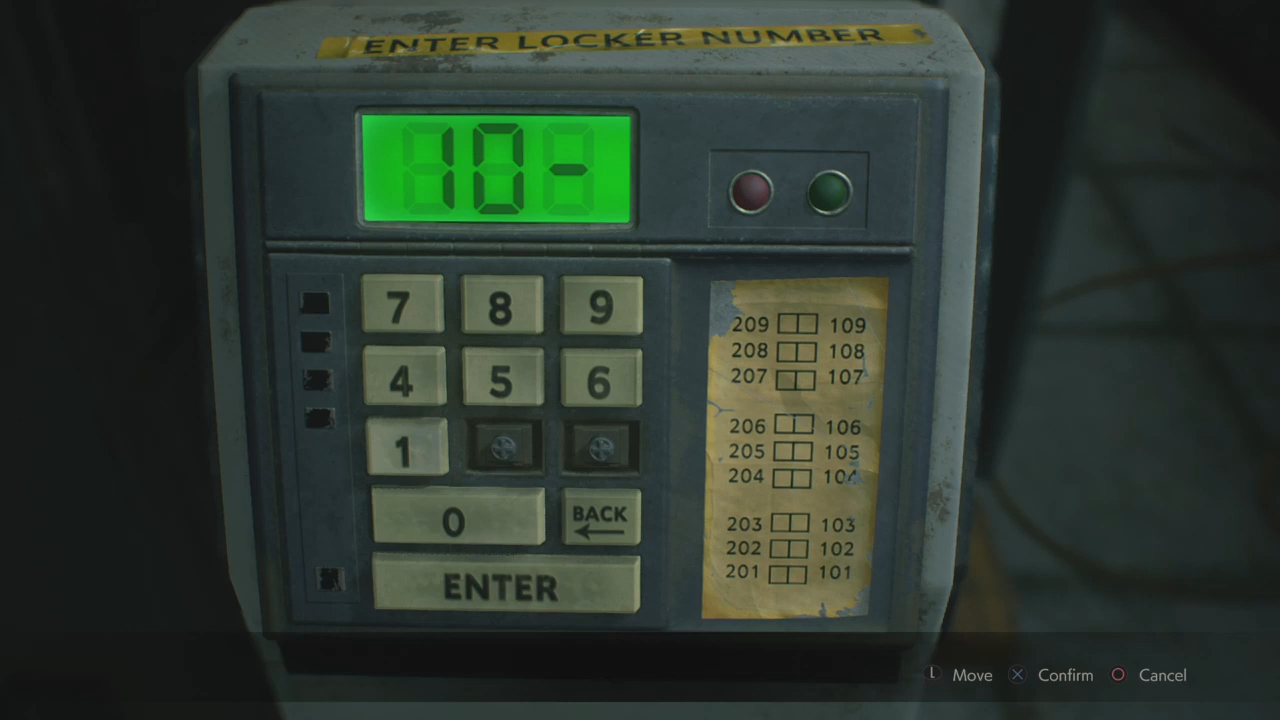 ENTER LOCKER NUMBER
10-
7 8 9
4 5 6
1
0 BACK
ENTER
209 109
208 108
207 107
206 106
205 105
204 104
203 103
202 102
201 101
L Move Confirm Cancel